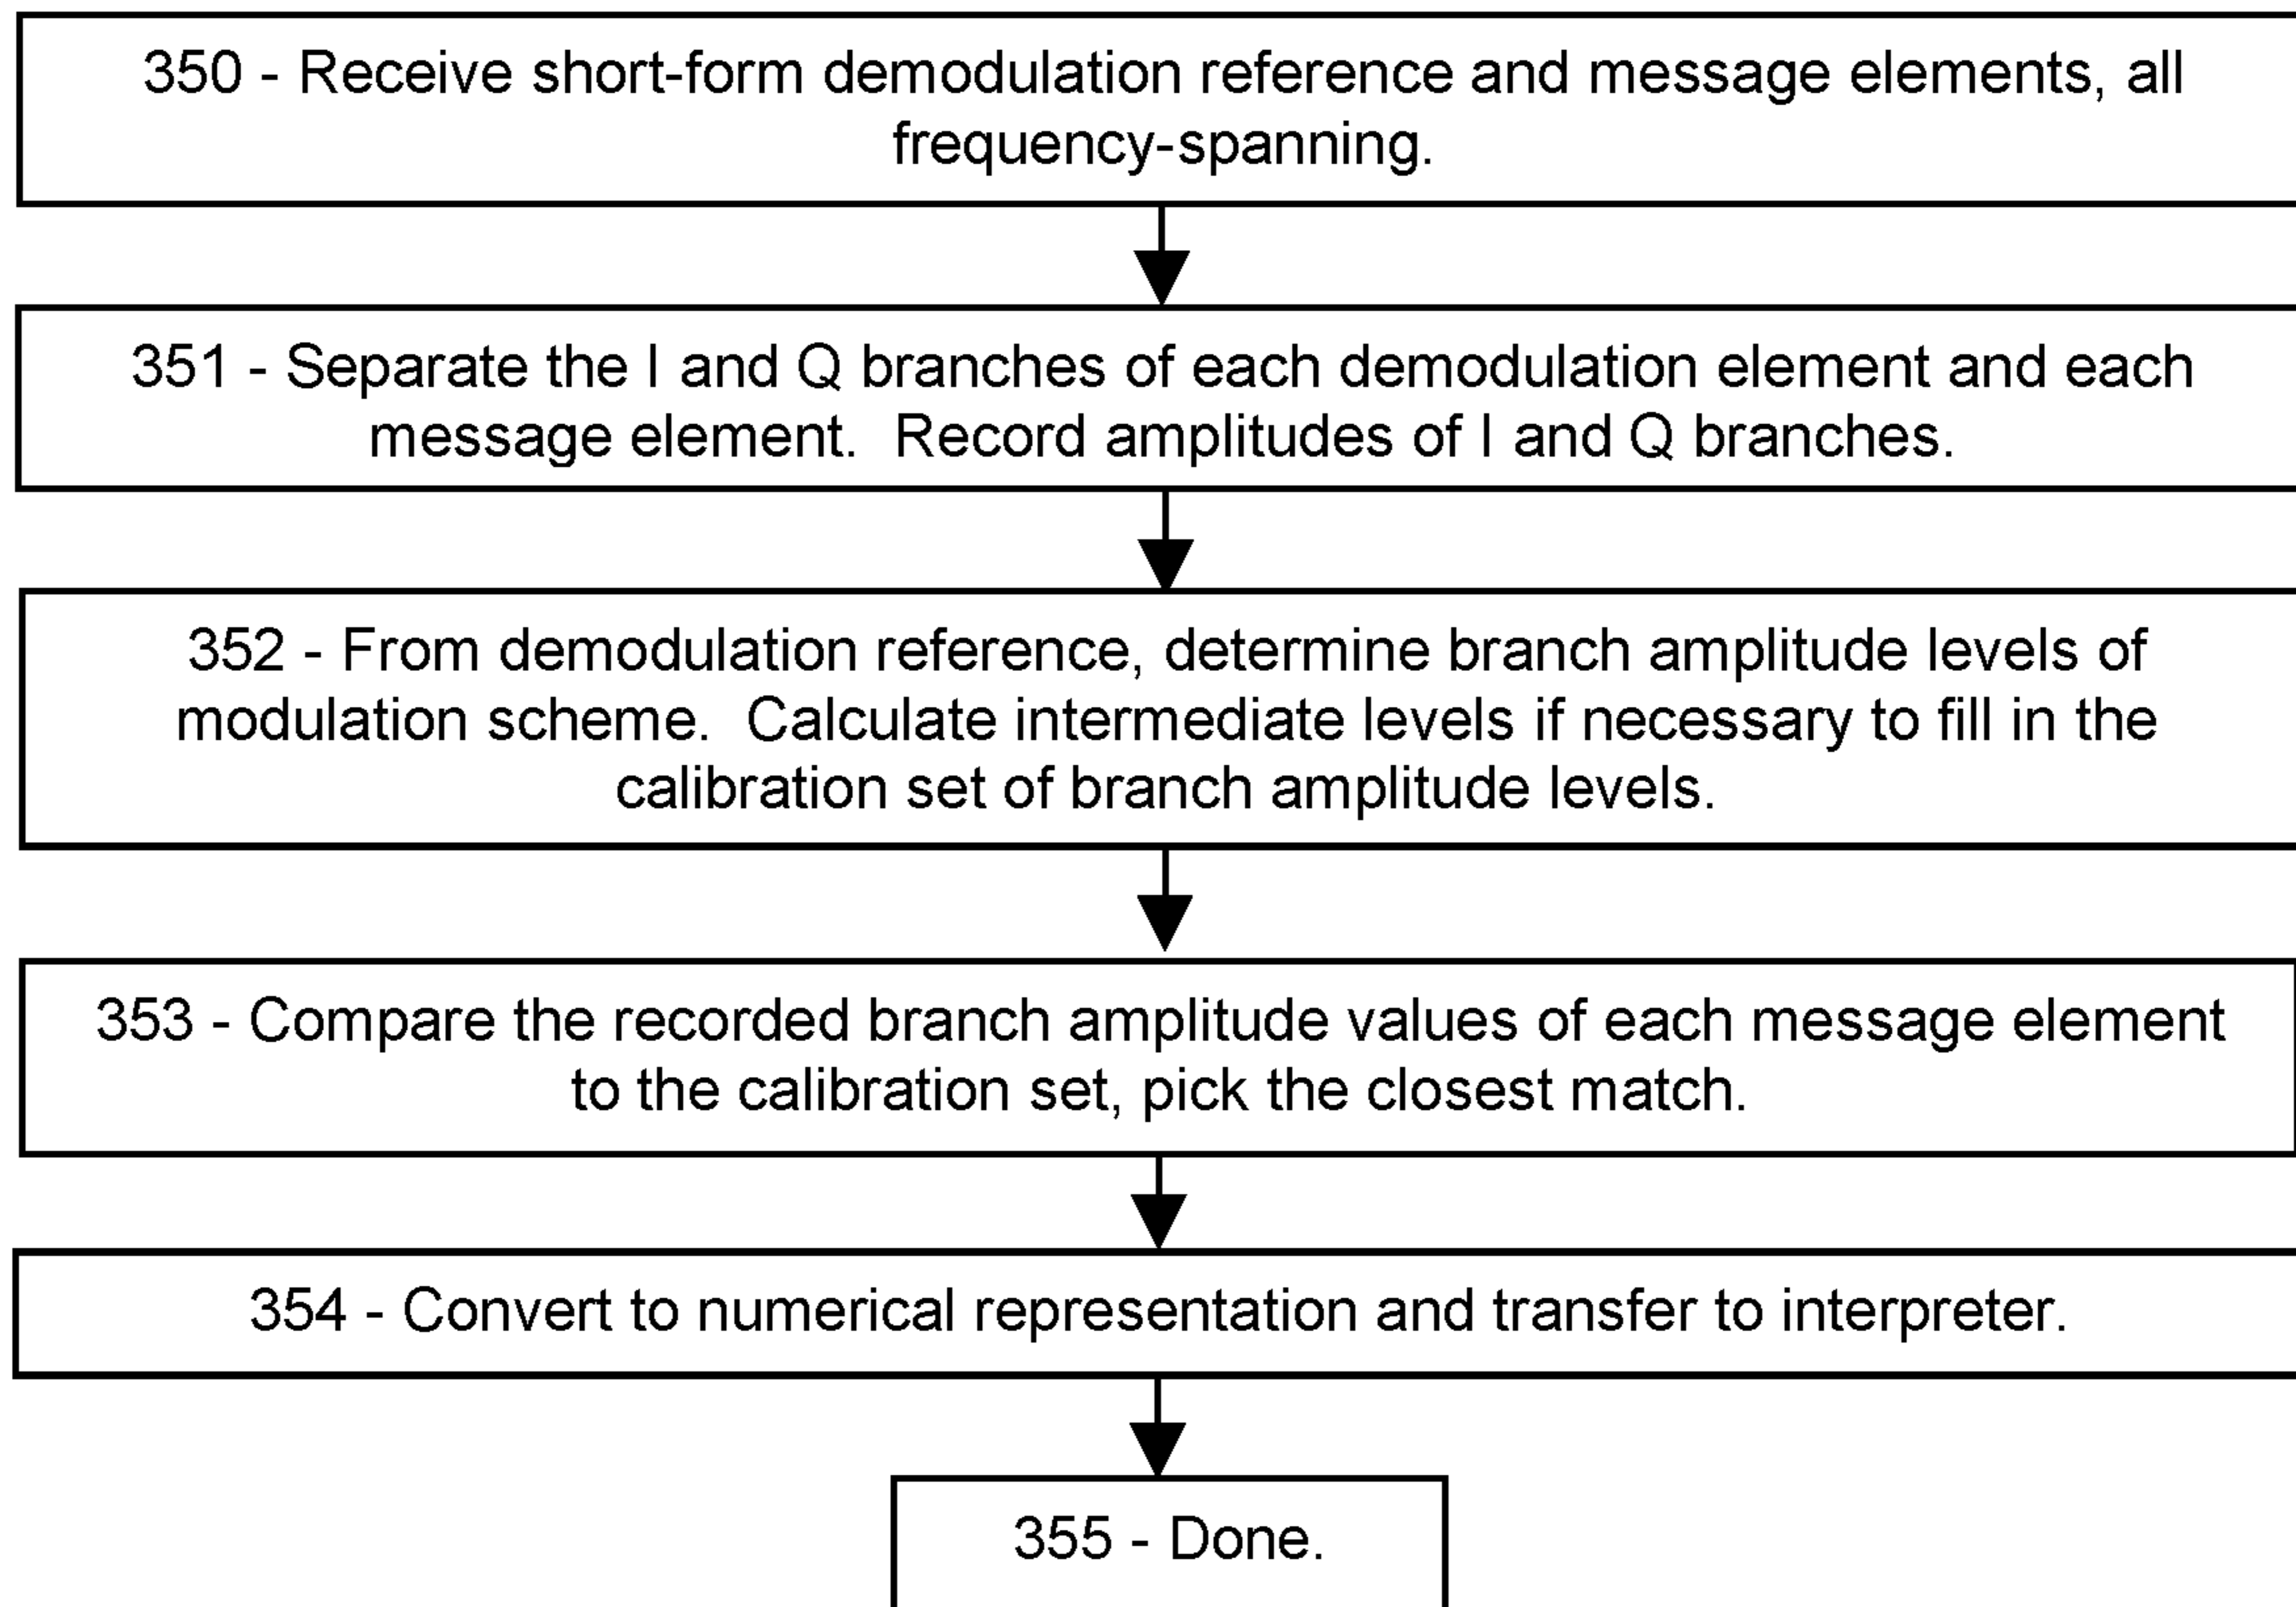 350 - Receive short-form demodulation reference and message elements, all
frequency-spanning.
351 - Separate the I and Q branches of each demodulation element and each
message element.  Record amplitudes of I and Q branches.
352 - From demodulation reference, determine branch amplitude levels of
modulation scheme.  Calculate intermediate levels if necessary to fill in the
calibration set of branch amplitude levels.
353 - Compare the recorded branch amplitude values of each message element
to the calibration set, pick the closest match.
354 - Convert to numerical representation and transfer to interpreter.
355 - Done.